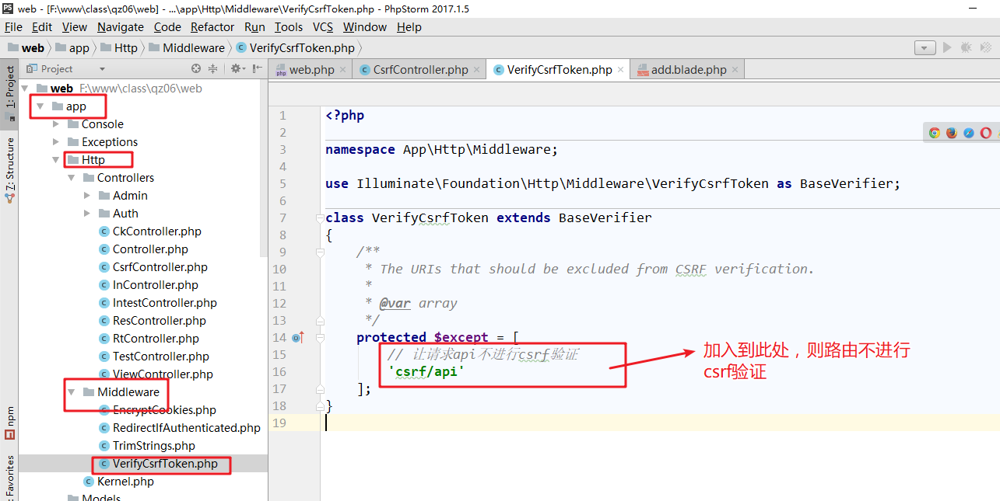 web - [F:\www\class\qz06\web] - ...\app\Http\Middleware\VerifyCsrfToken.php - PhpStorm 2017.1.5
File Edit View Navigate Code Refactor Run Tools VCS Window Help
web app Http Middleware VerifyCsrfToken.php
Project
web.php CsrfController.php VerifyCsrfToken.php add.blade.php
1: Project
7: Structure
npm
Favorites
web F:\www\class\qz06\web
app
Console
Exceptions
Http
Controllers
Admin
Auth
CkController.php
Controller.php
CsrfController.php
InController.php
IntestController.php
ResController.php
RtController.php
TestController.php
ViewController.php
Middleware
EncryptCookies.php
RedirectIfAuthenticated.php
TrimStrings.php
VerifyCsrfToken.php
Kernel.php
Models
1 <?php
2
3 namespace App\Http\Middleware;
4
5 use Illuminate\Foundation\Http\Middleware\VerifyCsrfToken as BaseVerifier;
6
7 class VerifyCsrfToken extends BaseVerifier
8 {
9 /**
10 * The URIs that should be excluded from CSRF verification.
11 *
12 * @var array
13 */
14 protected $except = [
15 // 让请求api不进行csrf验证
16 'csrf/api'
17 ];
18 }
19
加入到此处，则路由不进行
csrf验证